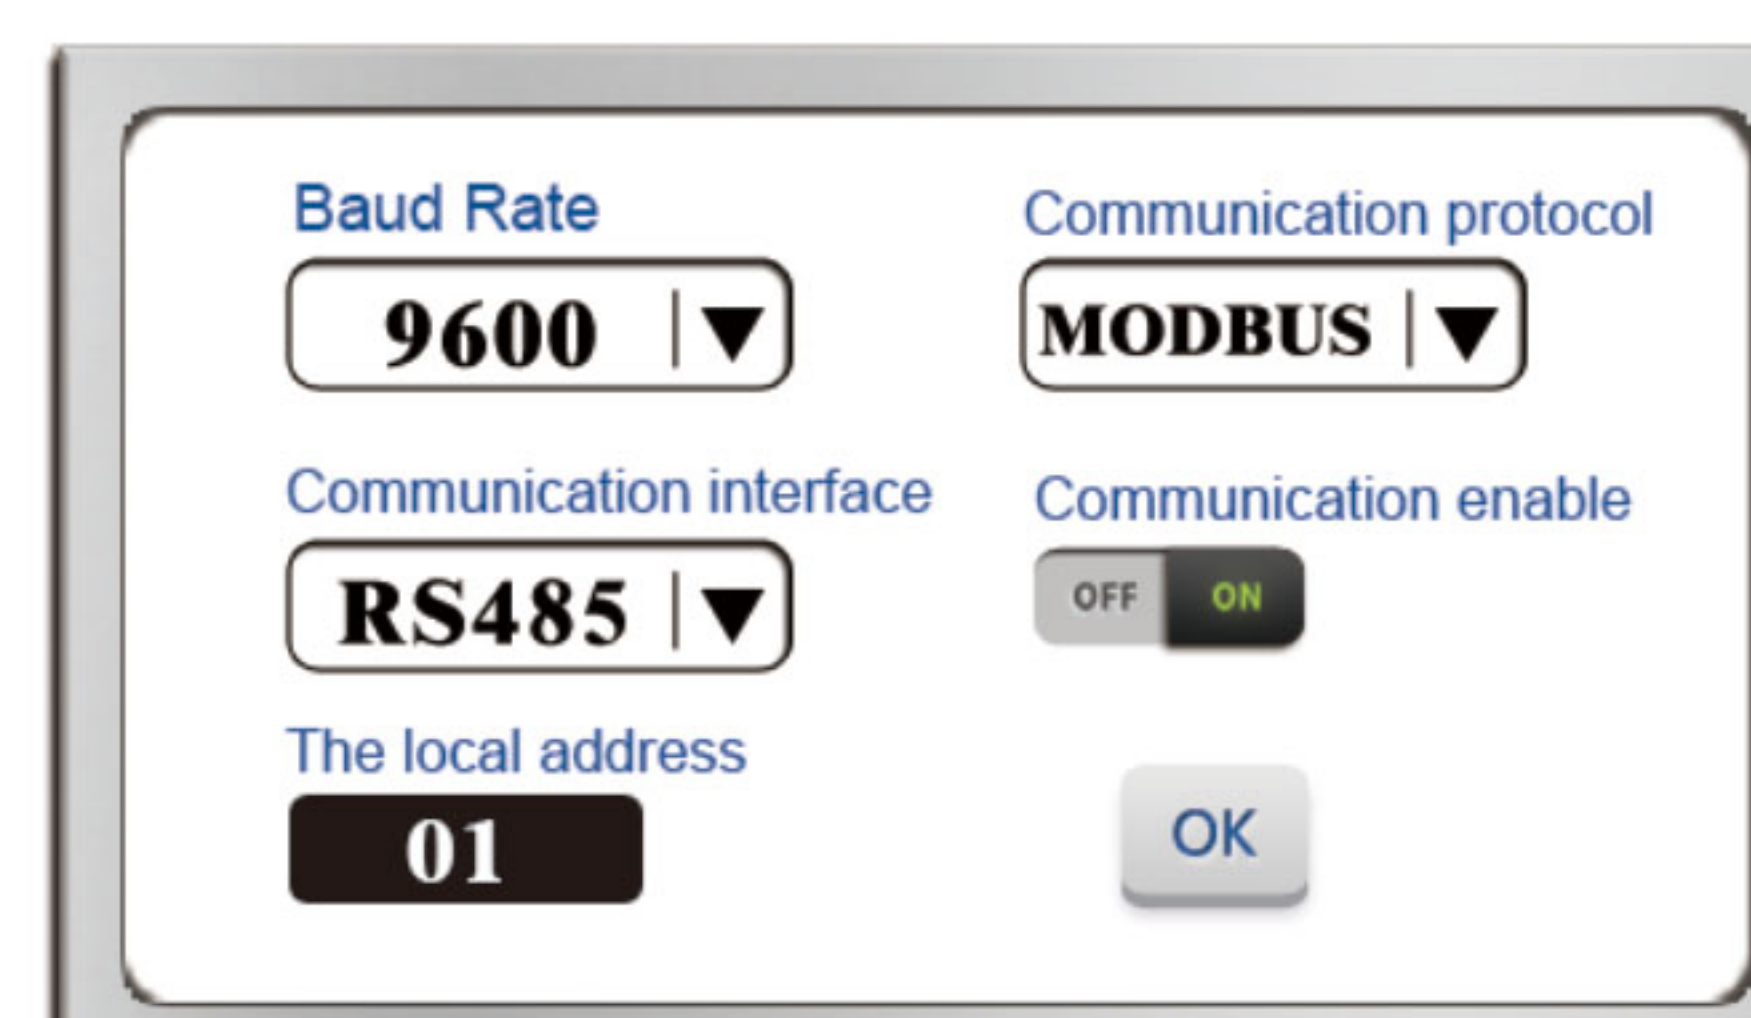 Baud Rate
Communication protocol
9600
MODBUS
Communication interface
Communication enable
RS485
OFF ON
The local address
01
OK